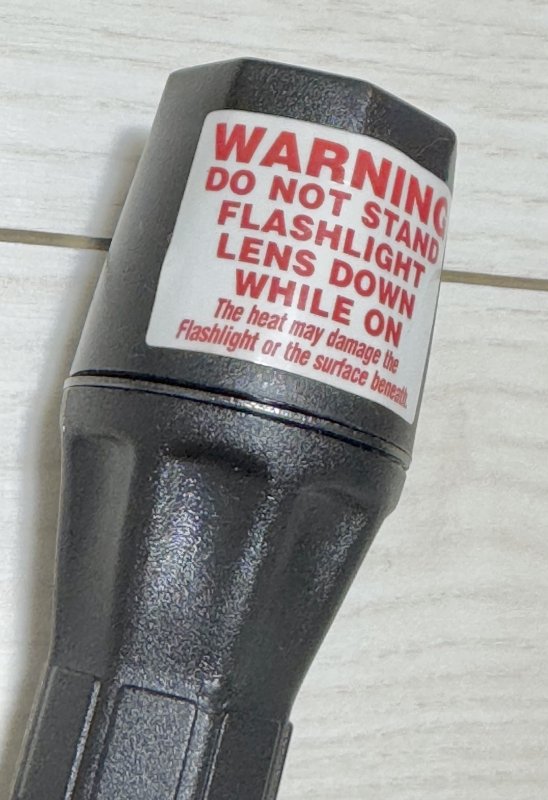 WARNING
DO NOT STAND
FLASHLIGHT
LENS DOWN
WHILE ON
The heat may damage the
Flashlight or the surface beneath.